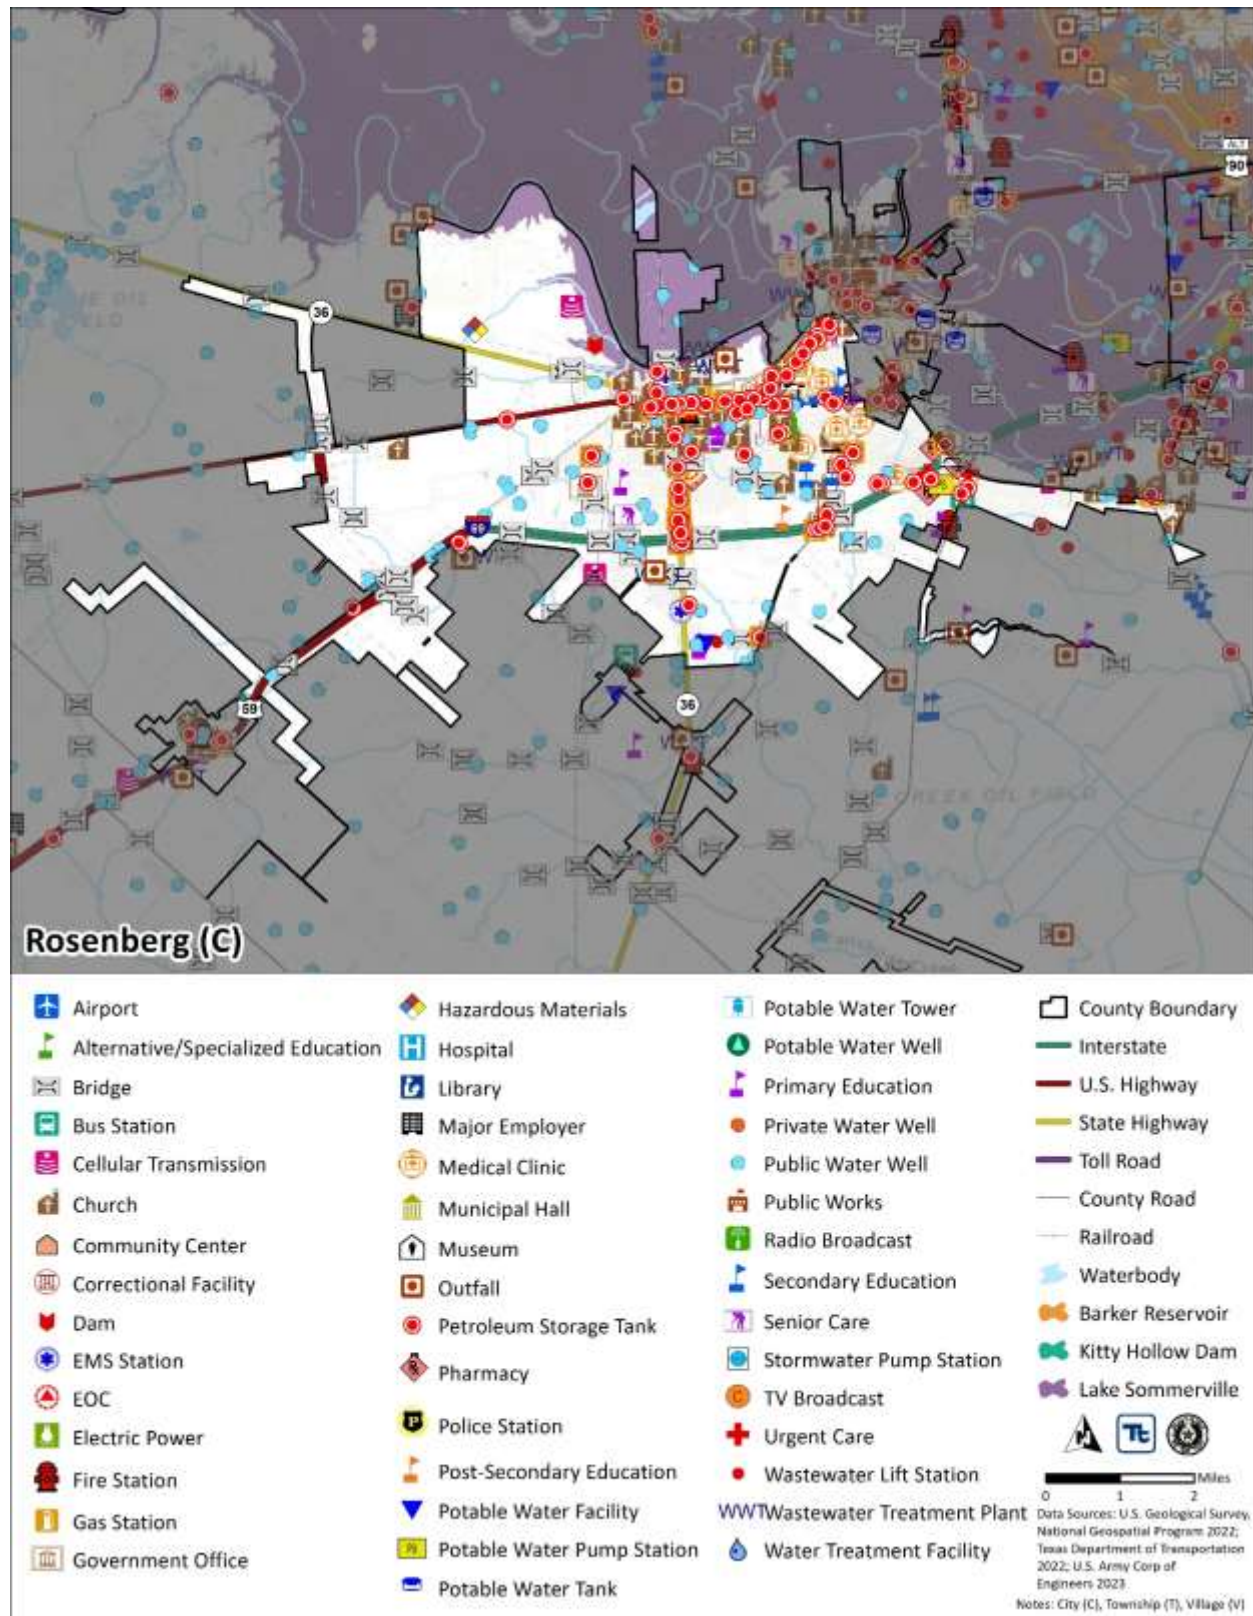 ALT
90
36
69
59
36
CREEK OIL FIELD
Rosenberg (C)
Airport
Alternative/Specialized Education
Bridge
Bus Station
Cellular Transmission
Church
Community Center
Correctional Facility
Dam
EMS Station
EOC
Electric Power
Fire Station
Gas Station
Government Office
Hazardous Materials
Hospital
Library
Major Employer
Medical Clinic
Municipal Hall
Museum
Outfall
Petroleum Storage Tank
Pharmacy
Police Station
Post-Secondary Education
Potable Water Facility
Potable Water Pump Station
Potable Water Tank
Potable Water Tower
Potable Water Well
Primary Education
Private Water Well
Public Water Well
Public Works
Radio Broadcast
Secondary Education
Senior Care
Stormwater Pump Station
TV Broadcast
Urgent Care
Wastewater Lift Station
WWT Wastewater Treatment Plant
Water Treatment Facility
County Boundary
Interstate
U.S. Highway
State Highway
Toll Road
County Road
Railroad
Waterbody
Barker Reservoir
Kitty Hollow Dam
Lake Sommerville
Miles
0 1 2
Data Sources: U.S. Geological Survey,
National Geospatial Program 2022;
Texas Department of Transportation
2022; U.S. Army Corp of
Engineers 2023
Notes: City (C), Township (T), Village (V)